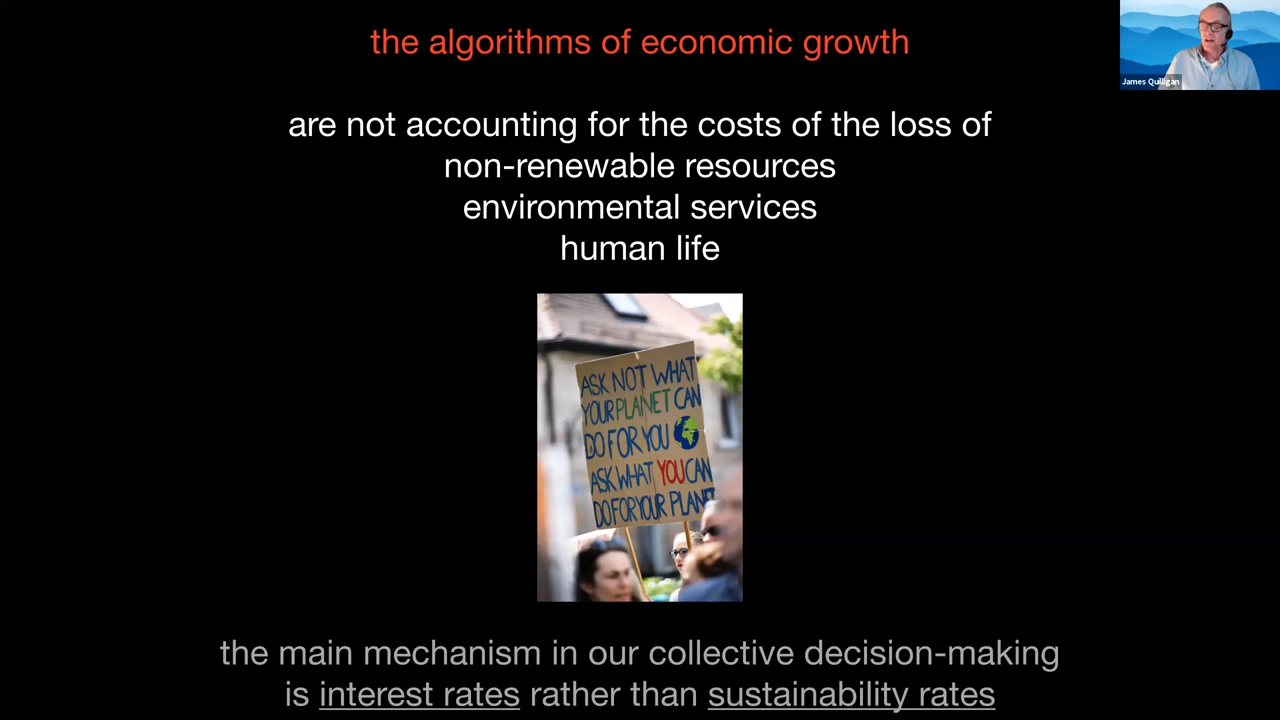 the algorithms of economic growth
James Quilligan
are not accounting for the costs of the loss of
non-renewable resources
environmental services
human life
ASK NOT WHAT
YOUR PLANET CAN
DO FOR YOU
ASK WHAT YOU CAN
DO FOR YOUR PLANET
the main mechanism in our collective decision-making
is interest rates rather than sustainability rates